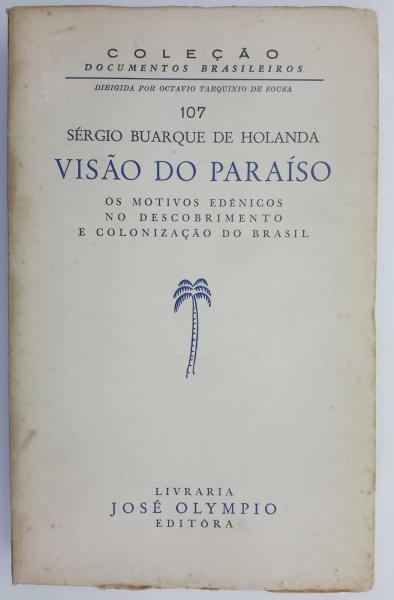 COLEÇÃO
DOCUMENTOS BRASILEIROS
DIRIGIDA POR OCTAVIO TARQUINIO DE SOUSA
107
SÉRGIO BUARQUE DE HOLANDA
VISÃO DO PARAÍSO
OS MOTIVOS EDÊNICOS
NO DESCOBRIMENTO
E COLONIZAÇÃO DO BRASIL
LIVRARIA
JOSÉ OLYMPIO
EDITÔRA